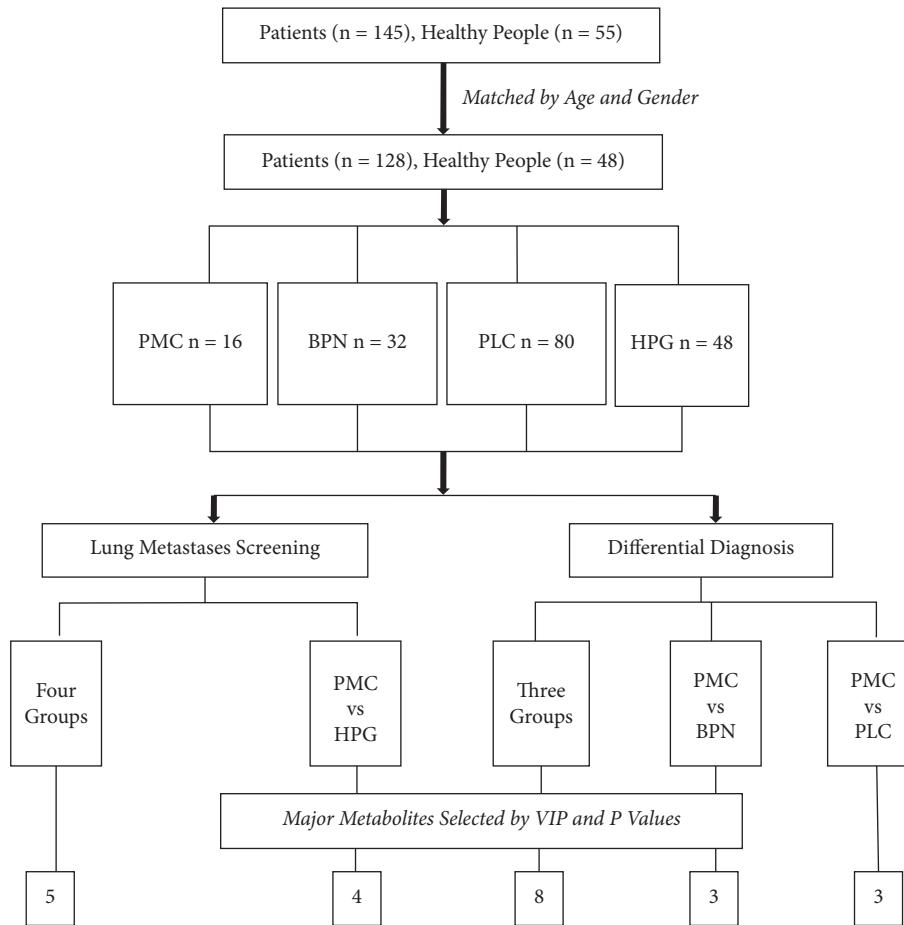 Patients (n = 145), Healthy People (n = 55)
Matched by Age and Gender
Patients (n = 128), Healthy People (n = 48)
PMC n = 16
BPN n = 32
PLC n = 80
HPG n = 48
Lung Metastases Screening
Differential Diagnosis
Four
Groups
PMC
vs
HPG
Three
Groups
PMC
vs
BPN
PMC
vs
PLC
Major Metabolites Selected by VIP and P Values
5
4
8
3
3